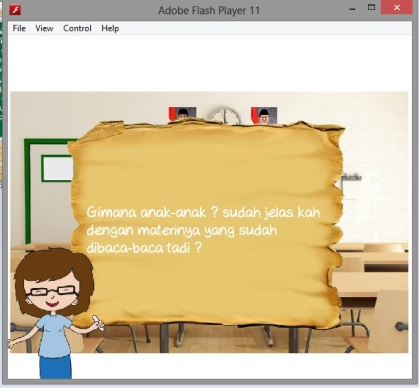 Adobe Flash Player 11
File View Control Help
Gimana anak-anak ? sudah jelas kah
dengan materinya yang sudah
dibaca-baca tadi ?